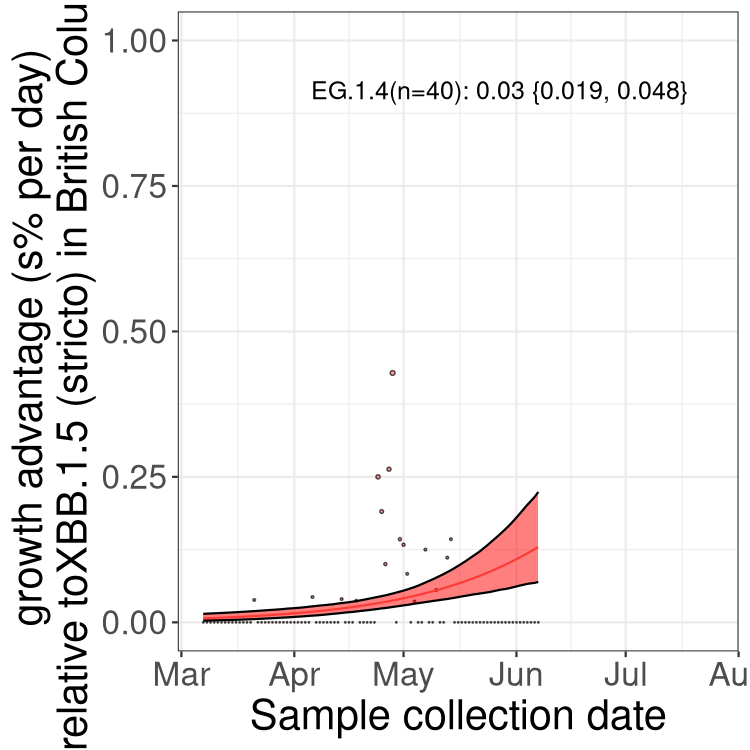 growth advantage (s% per day)
relative toXBB.1.5 (stricto) in British Colu
1.00
0.75
0.50
0.25
0.00
EG.1.4(n=40): 0.03 {0.019, 0.048}
Mar Apr May Jun Jul Au
Sample collection date